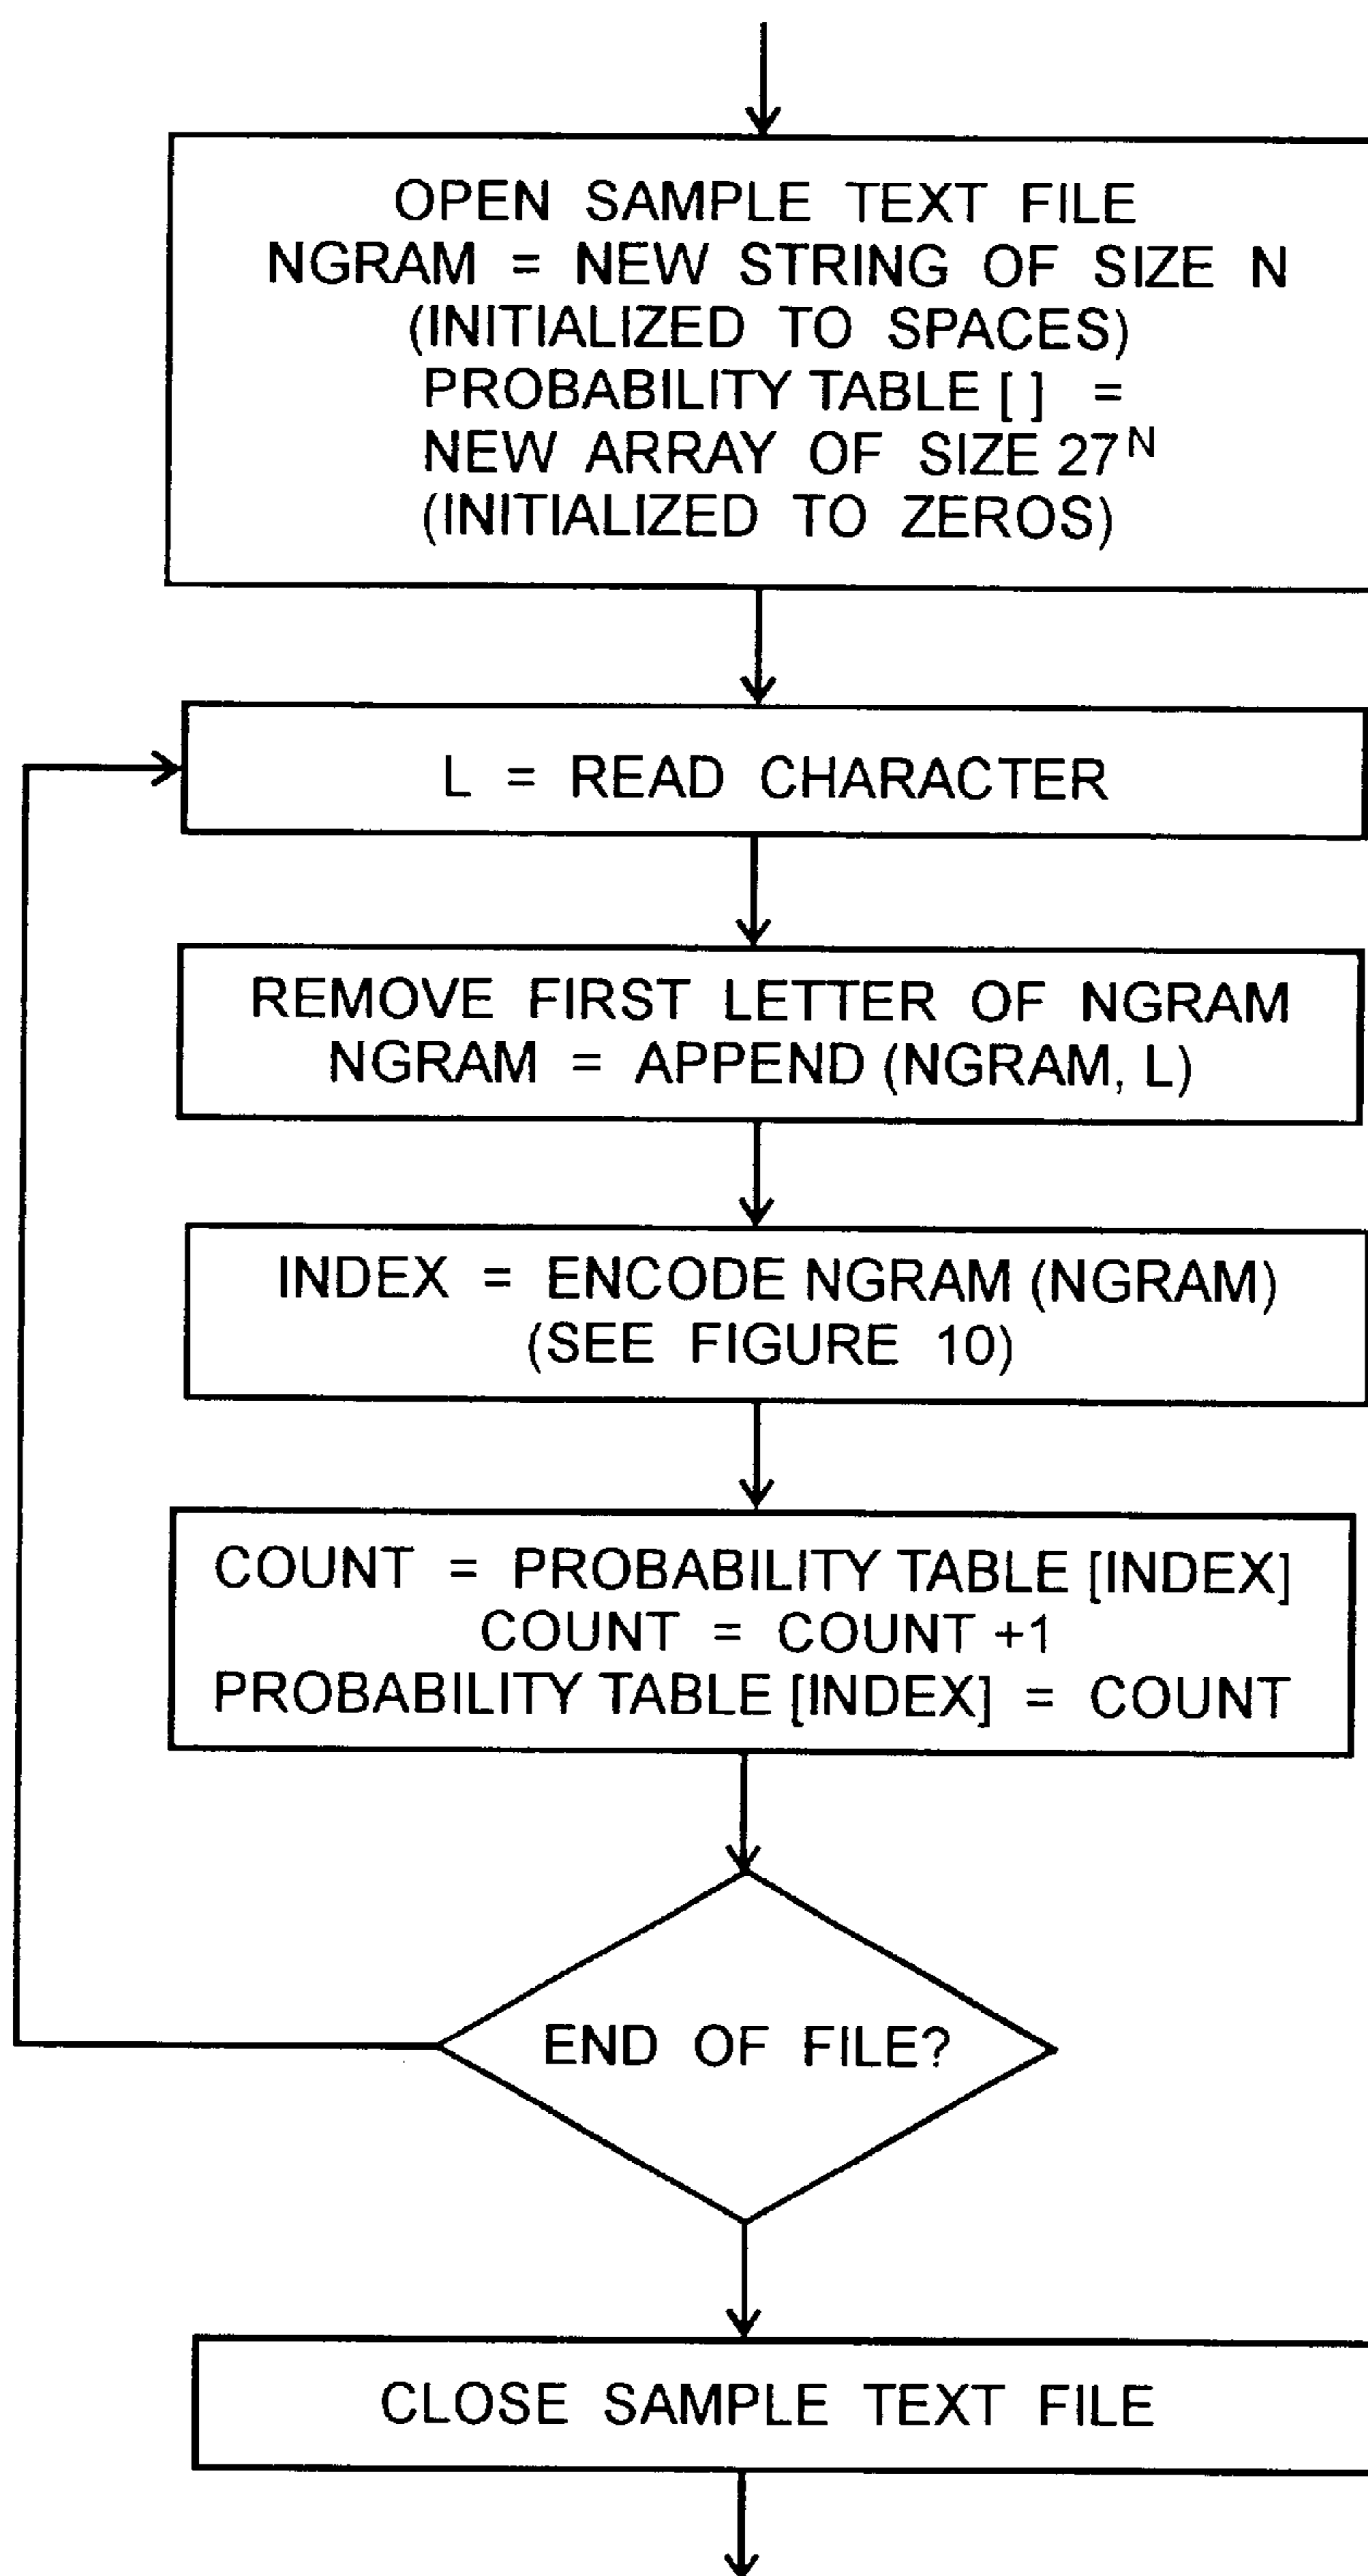 OPEN SAMPLE TEXT FILE
NGRAM = NEW STRING OF SIZE N
(INITIALIZED TO SPACES)
PROBABILITY TABLE [ ] =
NEW ARRAY OF SIZE 27^N
(INITIALIZED TO ZEROS)
L = READ CHARACTER
REMOVE FIRST LETTER OF NGRAM
NGRAM = APPEND (NGRAM, L)
INDEX = ENCODE NGRAM (NGRAM)
(SEE FIGURE 10)
COUNT = PROBABILITY TABLE [INDEX]
COUNT = COUNT +1
PROBABILITY TABLE [INDEX] = COUNT
END OF FILE?
CLOSE SAMPLE TEXT FILE